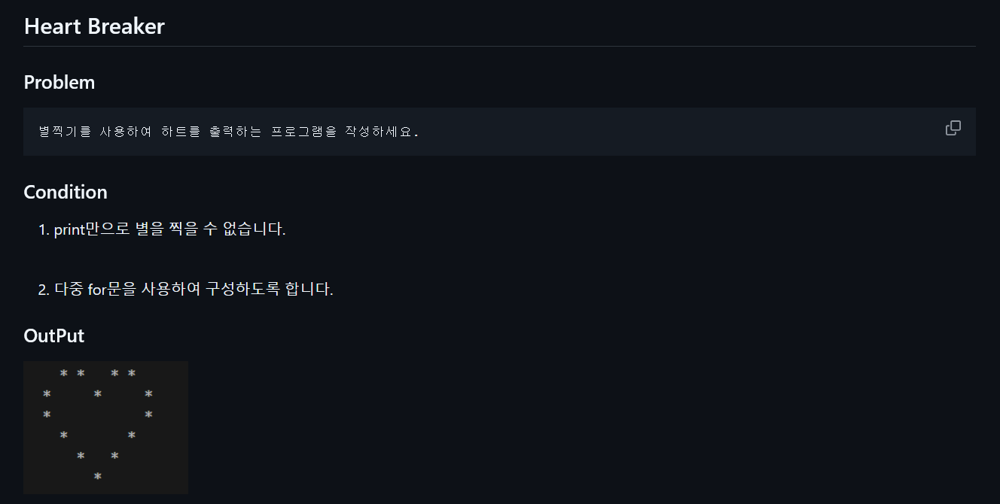 Heart Breaker
Problem
별찍기를 사용하여 하트를 출력하는 프로그램을 작성하세요.
Condition
1. print만으로 별을 찍을 수 없습니다.
2. 다중 for문을 사용하여 구성하도록 합니다.
OutPut
    * *   * *
  *     *     *
  *           *
    *       *
      *   *
        *